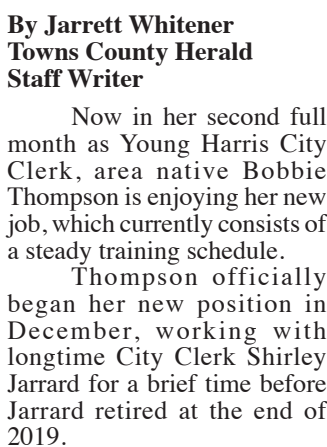 By Jarrett Whitener
Towns County Herald
Staff Writer
Now in her second full
month as Young Harris City
Clerk, area native Bobbie
Thompson is enjoying her new
job, which currently consists of
a steady training schedule.
Thompson officially
began her new position in
December, working with
longtime City Clerk Shirley
Jarrard for a brief time before
Jarrard retired at the end of
2019.